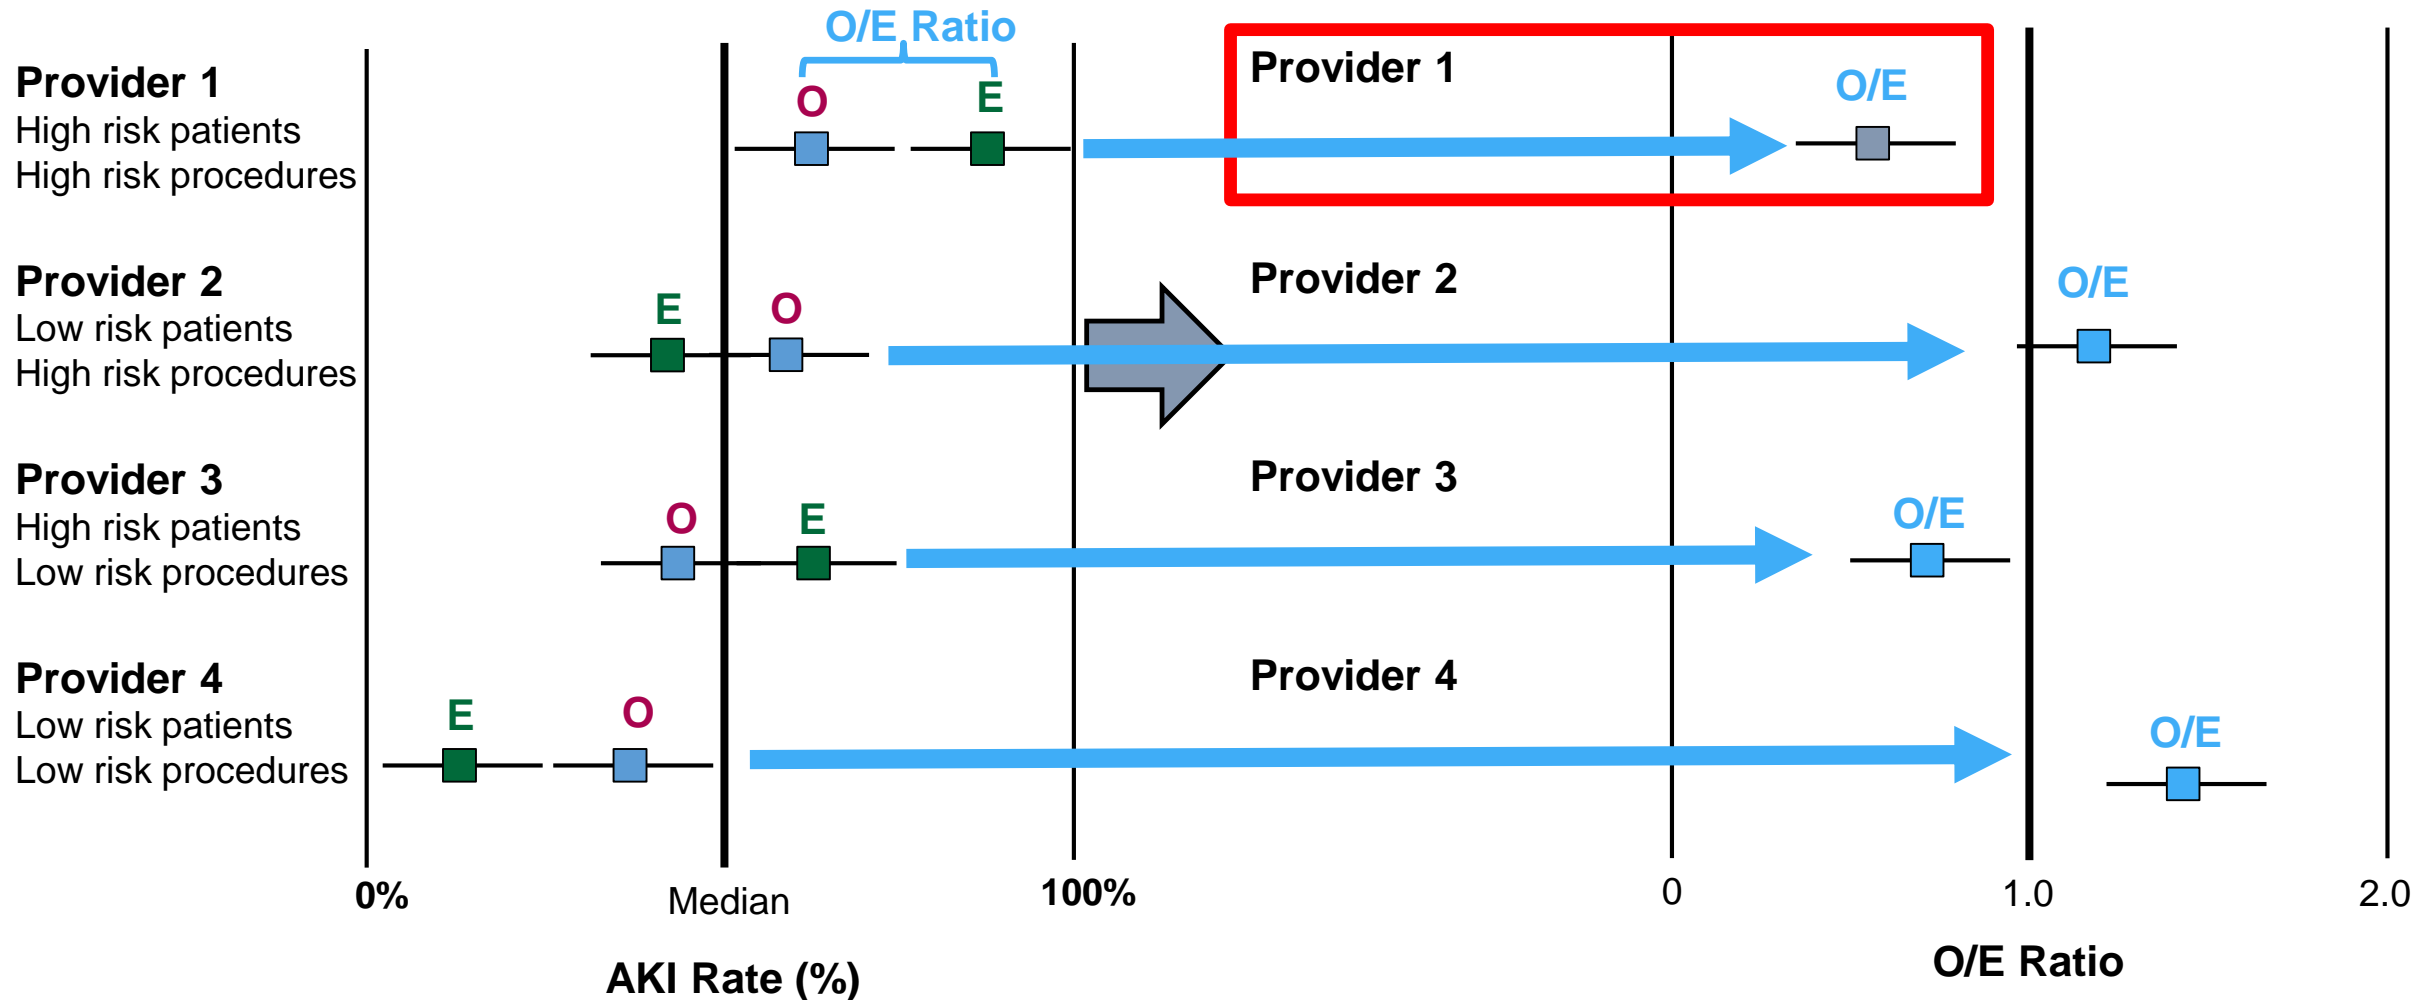 O/E Ratio
Provider 1
High risk patients
High risk procedures
O
E
Provider 1
O/E
Provider 2
Low risk patients
High risk procedures
E
O
Provider 2
O/E
Provider 3
High risk patients
Low risk procedures
O
E
Provider 3
O/E
Provider 4
Low risk patients
Low risk procedures
E
O
Provider 4
O/E
0%
Median
100%
0
1.0
2.0
AKI Rate (%)
O/E Ratio